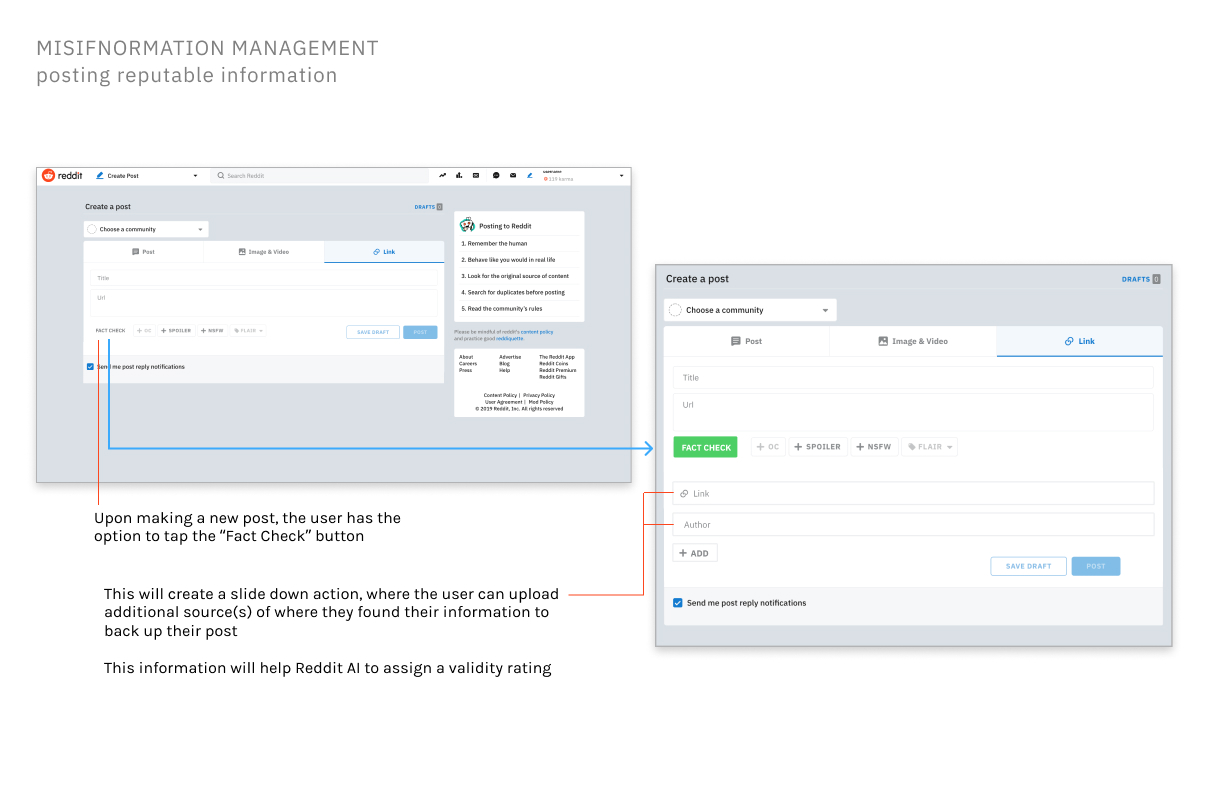 MISIFNORMATION MANAGEMENT
posting reputable information
reddit
Create Post
Search Reddit
username
219 karma
Create a post
DRAFTS 0
Choose a community
Post
Image & Video
Link
Title
Url
FACT CHECK
+ OC
+ SPOILER
+ NSFW
FLAIR
SAVE DRAFT
POST
Send me post reply notifications
Posting to Reddit
1. Remember the human
2. Behave like you would in real life
3. Look for the original source of content
4. Search for duplicates before posting
5. Read the community's rules
Please be mindful of reddit's content policy
and practice good reddiquette.
About
Careers
Press
Advertise
Blog
Help
The Reddit App
Reddit Coins
Reddit Premium
Reddit Gifts
Content Policy | Privacy Policy
User Agreement | Mod Policy
© 2019 Reddit, Inc. All rights reserved
Upon making a new post, the user has the
option to tap the “Fact Check” button
This will create a slide down action, where the user can upload
additional source(s) of where they found their information to
back up their post
This information will help Reddit AI to assign a validity rating
Create a post
DRAFTS 0
Choose a community
Post
Image & Video
Link
Title
Url
FACT CHECK
+ OC
+ SPOILER
+ NSFW
FLAIR
Link
Author
+ ADD
SAVE DRAFT
POST
Send me post reply notifications